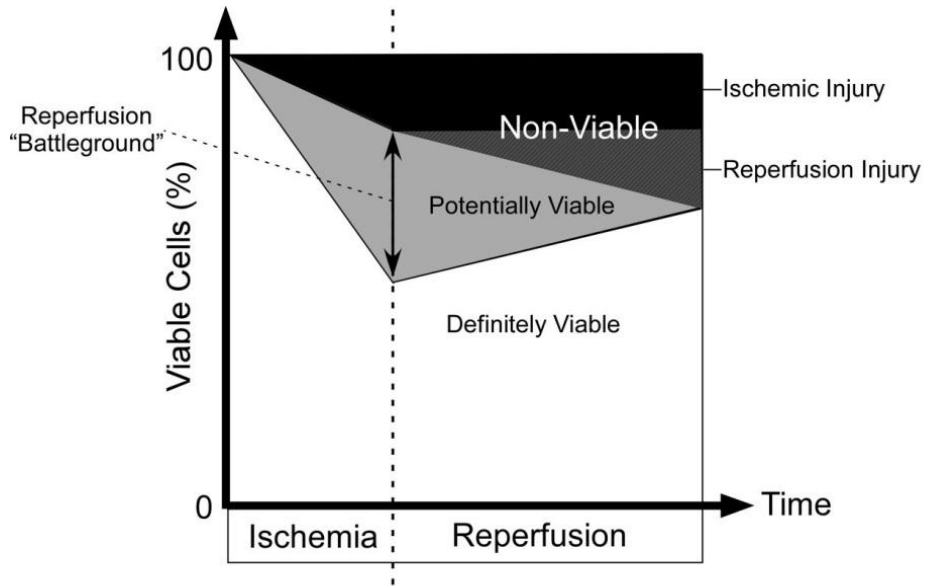 100
Ischemic Injury
Reperfusion
“Battleground”
Non-Viable
Reperfusion Injury
Potentially Viable
Viable Cells (%)
Definitely Viable
0
Time
Ischemia
Reperfusion